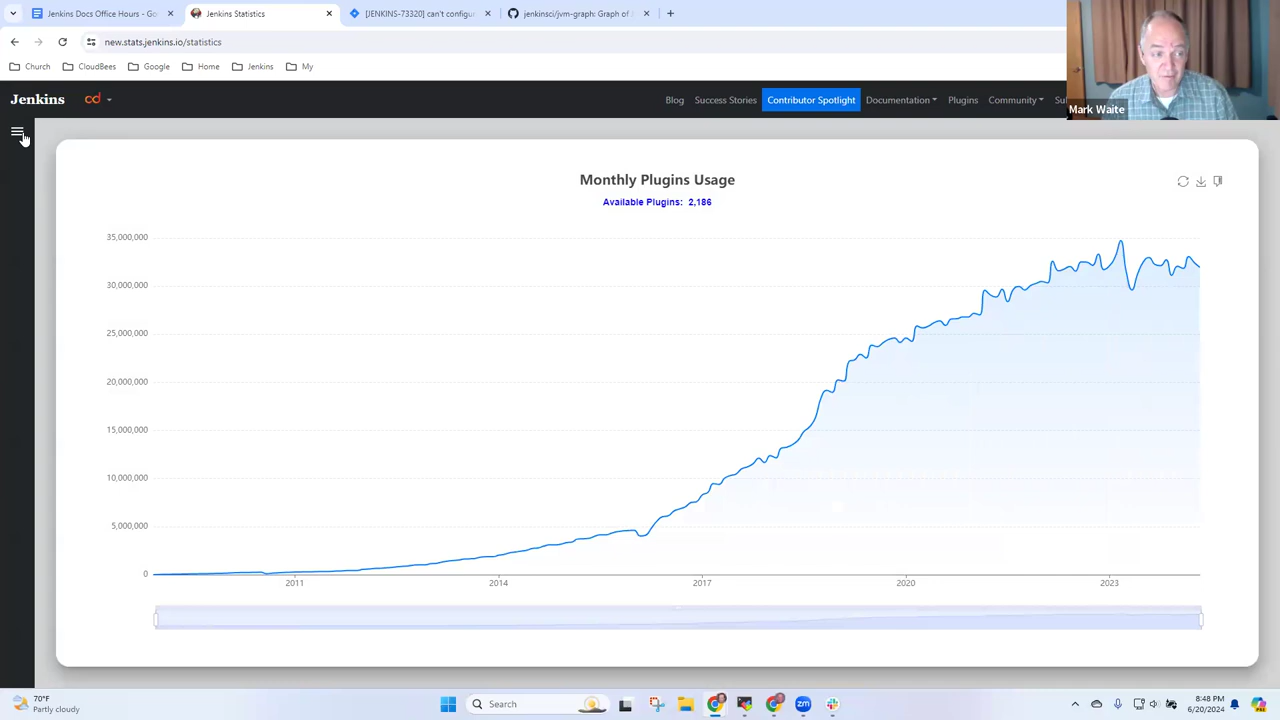 Jenkins Docs Office Hours - Go
Jenkins Statistics
[JENKINS-73320] can't configur
jenkinsci/jvm-graph: Graph of J
new.stats.jenkins.io/statistics
Church
CloudBees
Google
Home
Jenkins
My
Jenkins
cd
Blog
Success Stories
Contributor Spotlight
Documentation
Plugins
Community
Su
Mark Waite
Monthly Plugins Usage
Available Plugins: 2,186
35,000,000
30,000,000
25,000,000
20,000,000
15,000,000
10,000,000
5,000,000
0
2011
2014
2017
2020
2023
70°F
Partly cloudy
Search
zm
8:48 PM
6/20/2024